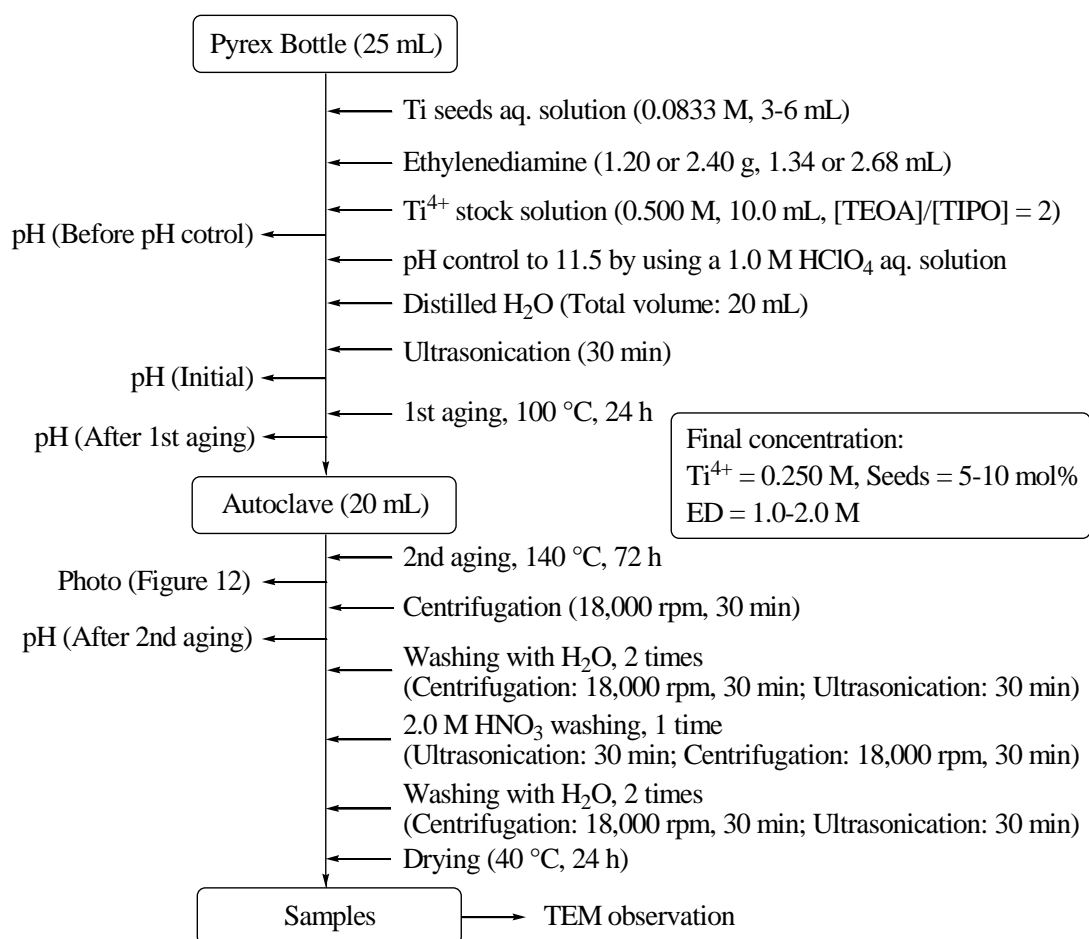 Pyrex Bottle (25 mL)
Ti seeds aq. solution (0.0833 M, 3-6 mL)
Ethylenediamine (1.20 or 2.40 g, 1.34 or 2.68 mL)
Ti⁴⁺ stock solution (0.500 M, 10.0 mL, [TEOA]/[TIPO] = 2)
pH (Before pH cotrol)
pH control to 11.5 by using a 1.0 M HClO₄ aq. solution
Distilled H₂O (Total volume: 20 mL)
Ultrasonication (30 min)
pH (Initial)
1st aging, 100 °C, 24 h
pH (After 1st aging)
Final concentration:
Ti⁴⁺ = 0.250 M, Seeds = 5-10 mol%
ED = 1.0-2.0 M
Autoclave (20 mL)
2nd aging, 140 °C, 72 h
Photo (Figure 12)
Centrifugation (18,000 rpm, 30 min)
pH (After 2nd aging)
Washing with H₂O, 2 times
(Centrifugation: 18,000 rpm, 30 min; Ultrasonication: 30 min)
2.0 M HNO₃ washing, 1 time
(Ultrasonication: 30 min; Centrifugation: 18,000 rpm, 30 min)
Washing with H₂O, 2 times
(Centrifugation: 18,000 rpm, 30 min; Ultrasonication: 30 min)
Drying (40 °C, 24 h)
Samples
TEM observation